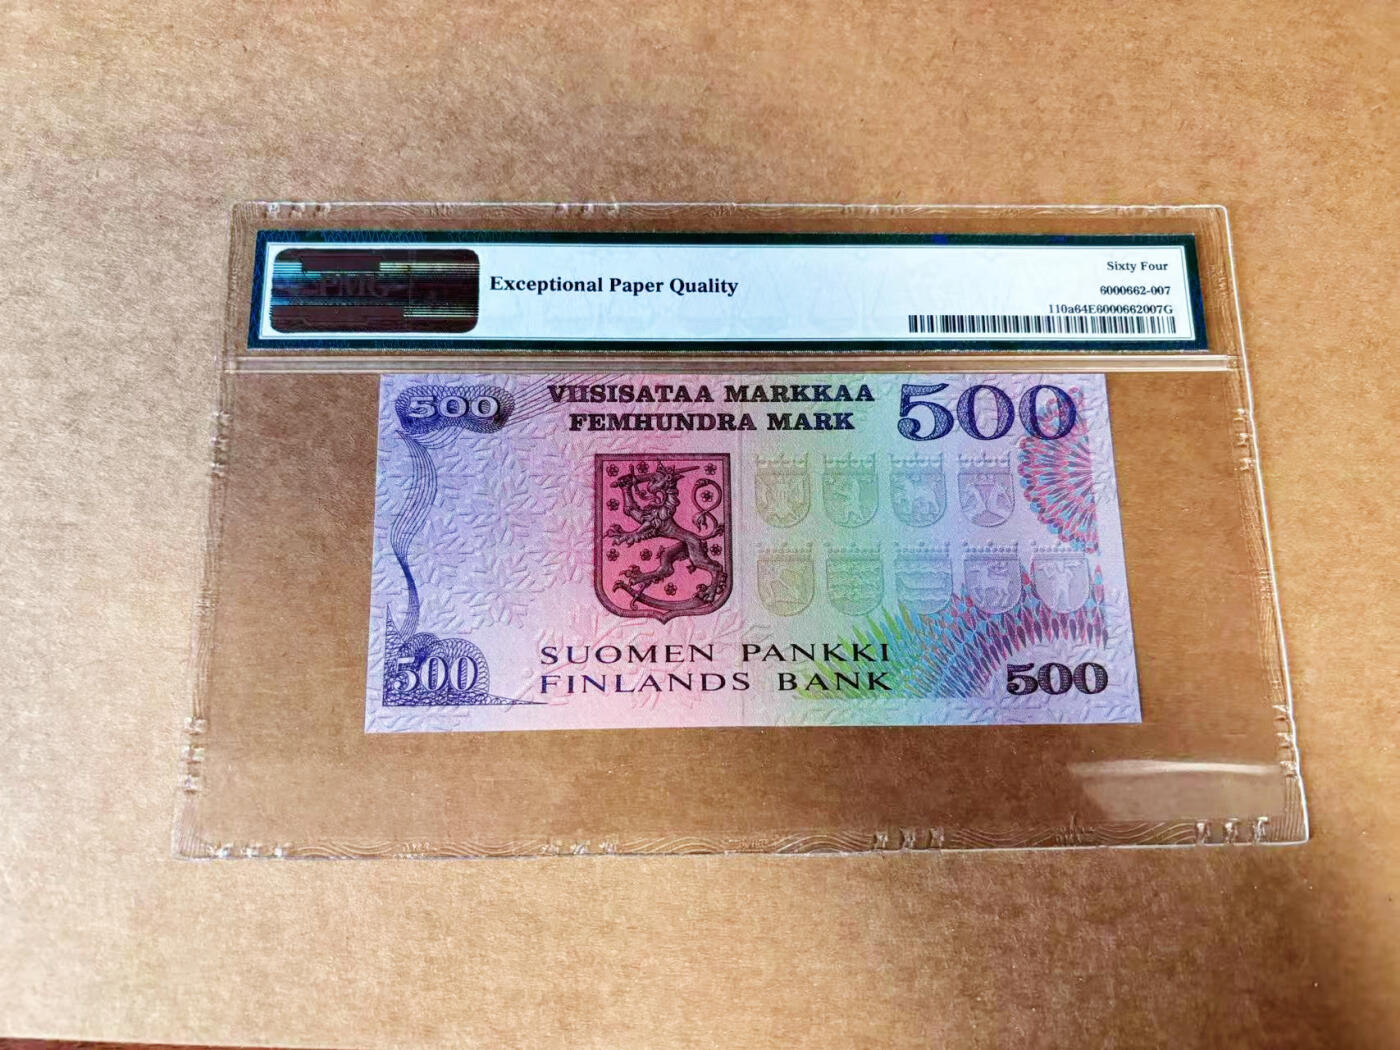 PMG
Exceptional Paper Quality
Sixty Four
6000662-007
110a64E6000662007G
500
VIISISATAA MARKKAA
FEMHUNDRA MARK
500
500
SUOMEN PANKKI
FINLANDS BANK
500